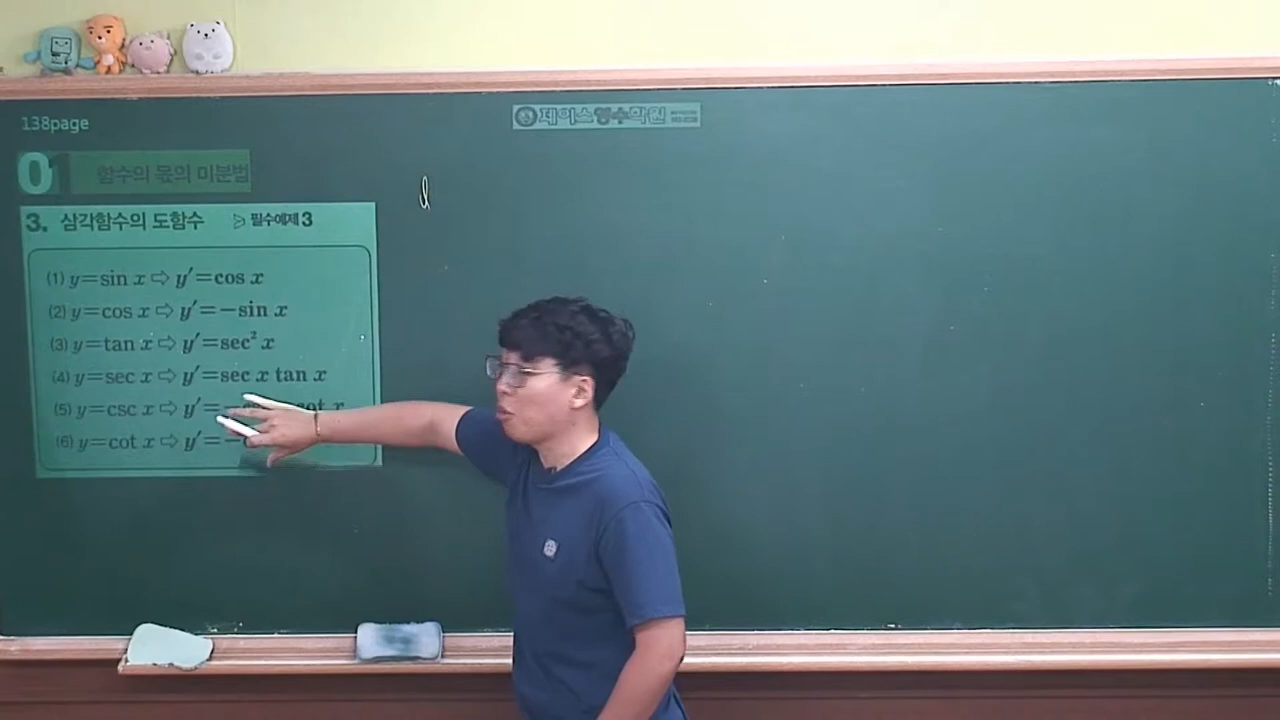 138page
제이스영수학원
0
함수의 몫의 미분법
3. 삼각함수의 도함수 ▷ 필수예제 3
(1) y=sin x ⇨ y′=cos x
(2) y=cos x ⇨ y′=−sin x
(3) y=tan x ⇨ y′=sec² x
(4) y=sec x ⇨ y′=sec x tan x
(5) y=csc x ⇨ y′=− cot x
(6) y=cot x ⇨ y′=−